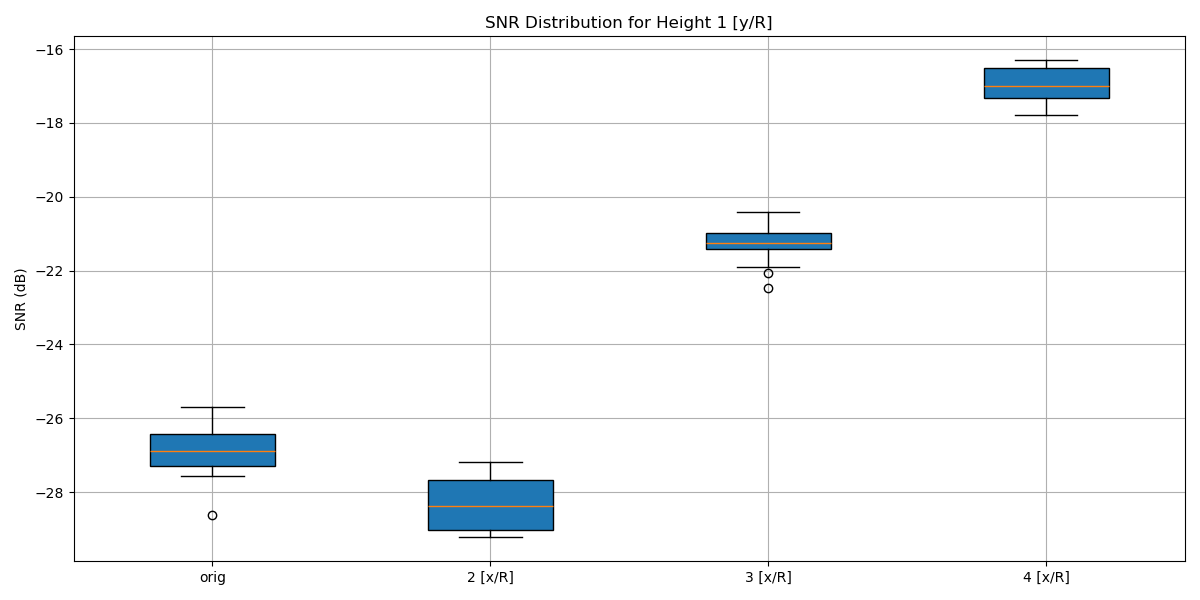 SNR Distribution for Height 1 [y/R]
−16
−18
−20
−22
−24
−26
−28
SNR (dB)
orig
2 [x/R]
3 [x/R]
4 [x/R]